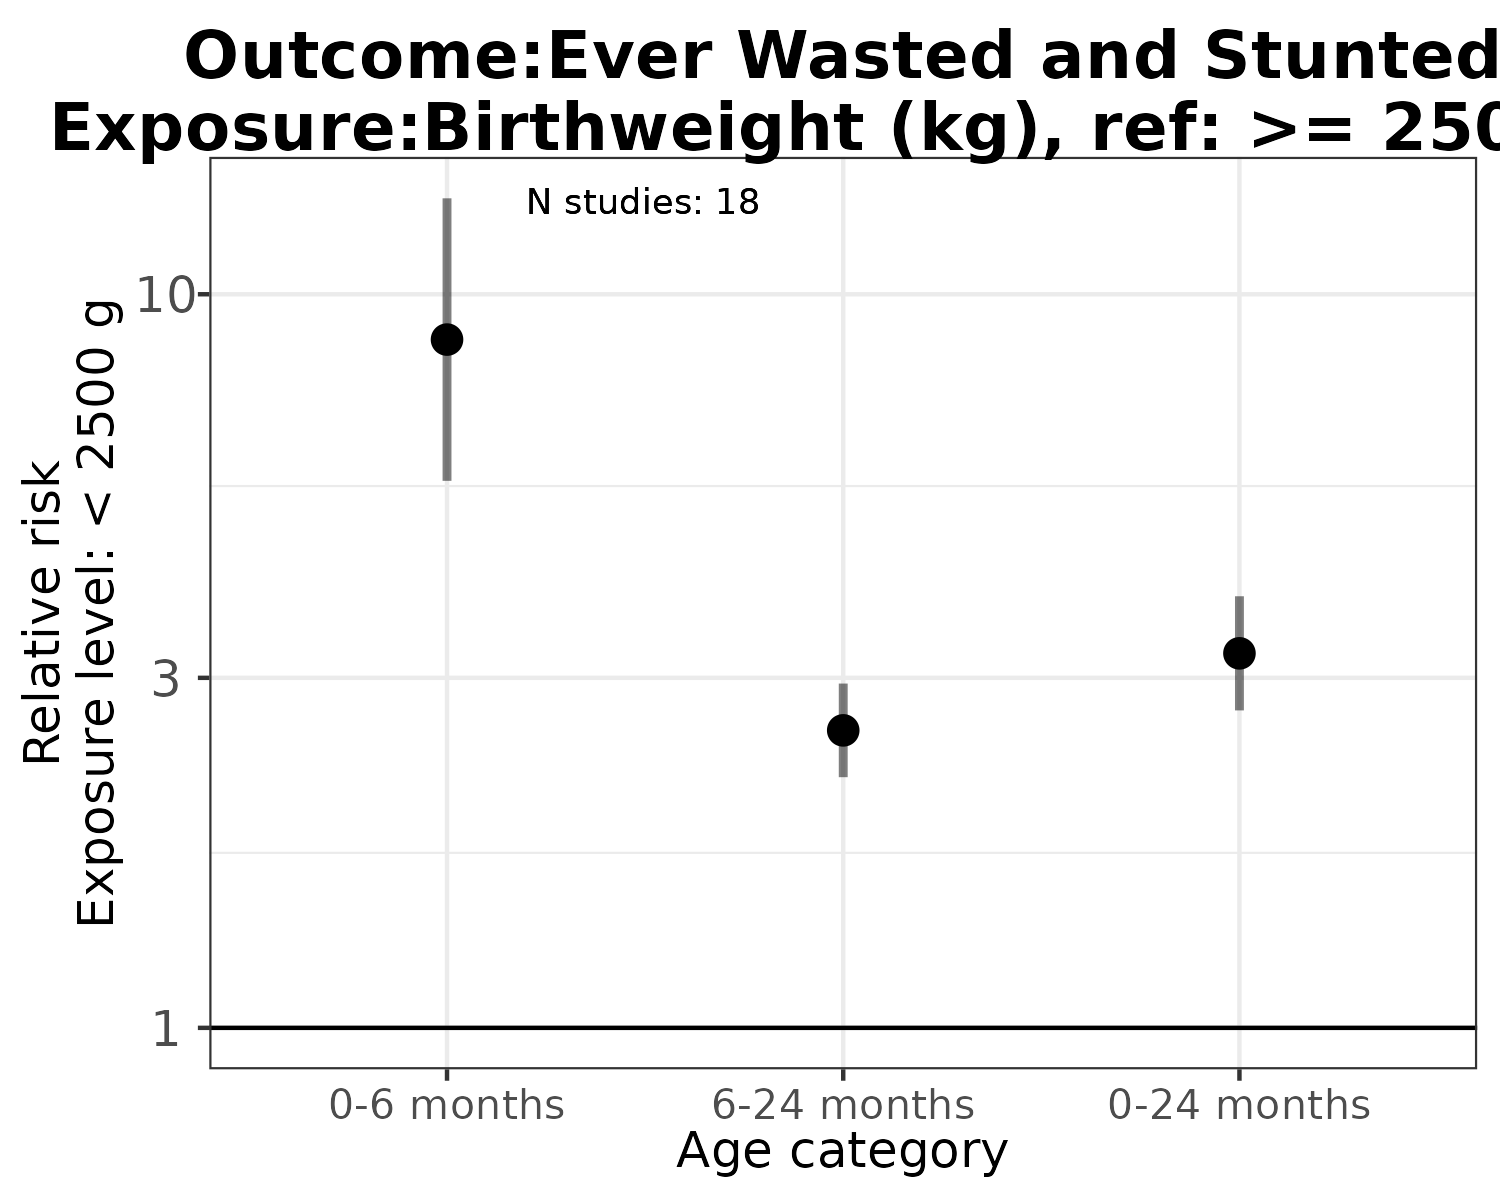 Outcome:Ever Wasted and Stunted
Exposure:Birthweight (kg), ref: >= 250
N studies: 18
10
3
1
Relative risk
Exposure level: < 2500 g
0-6 months
6-24 months
0-24 months
Age category